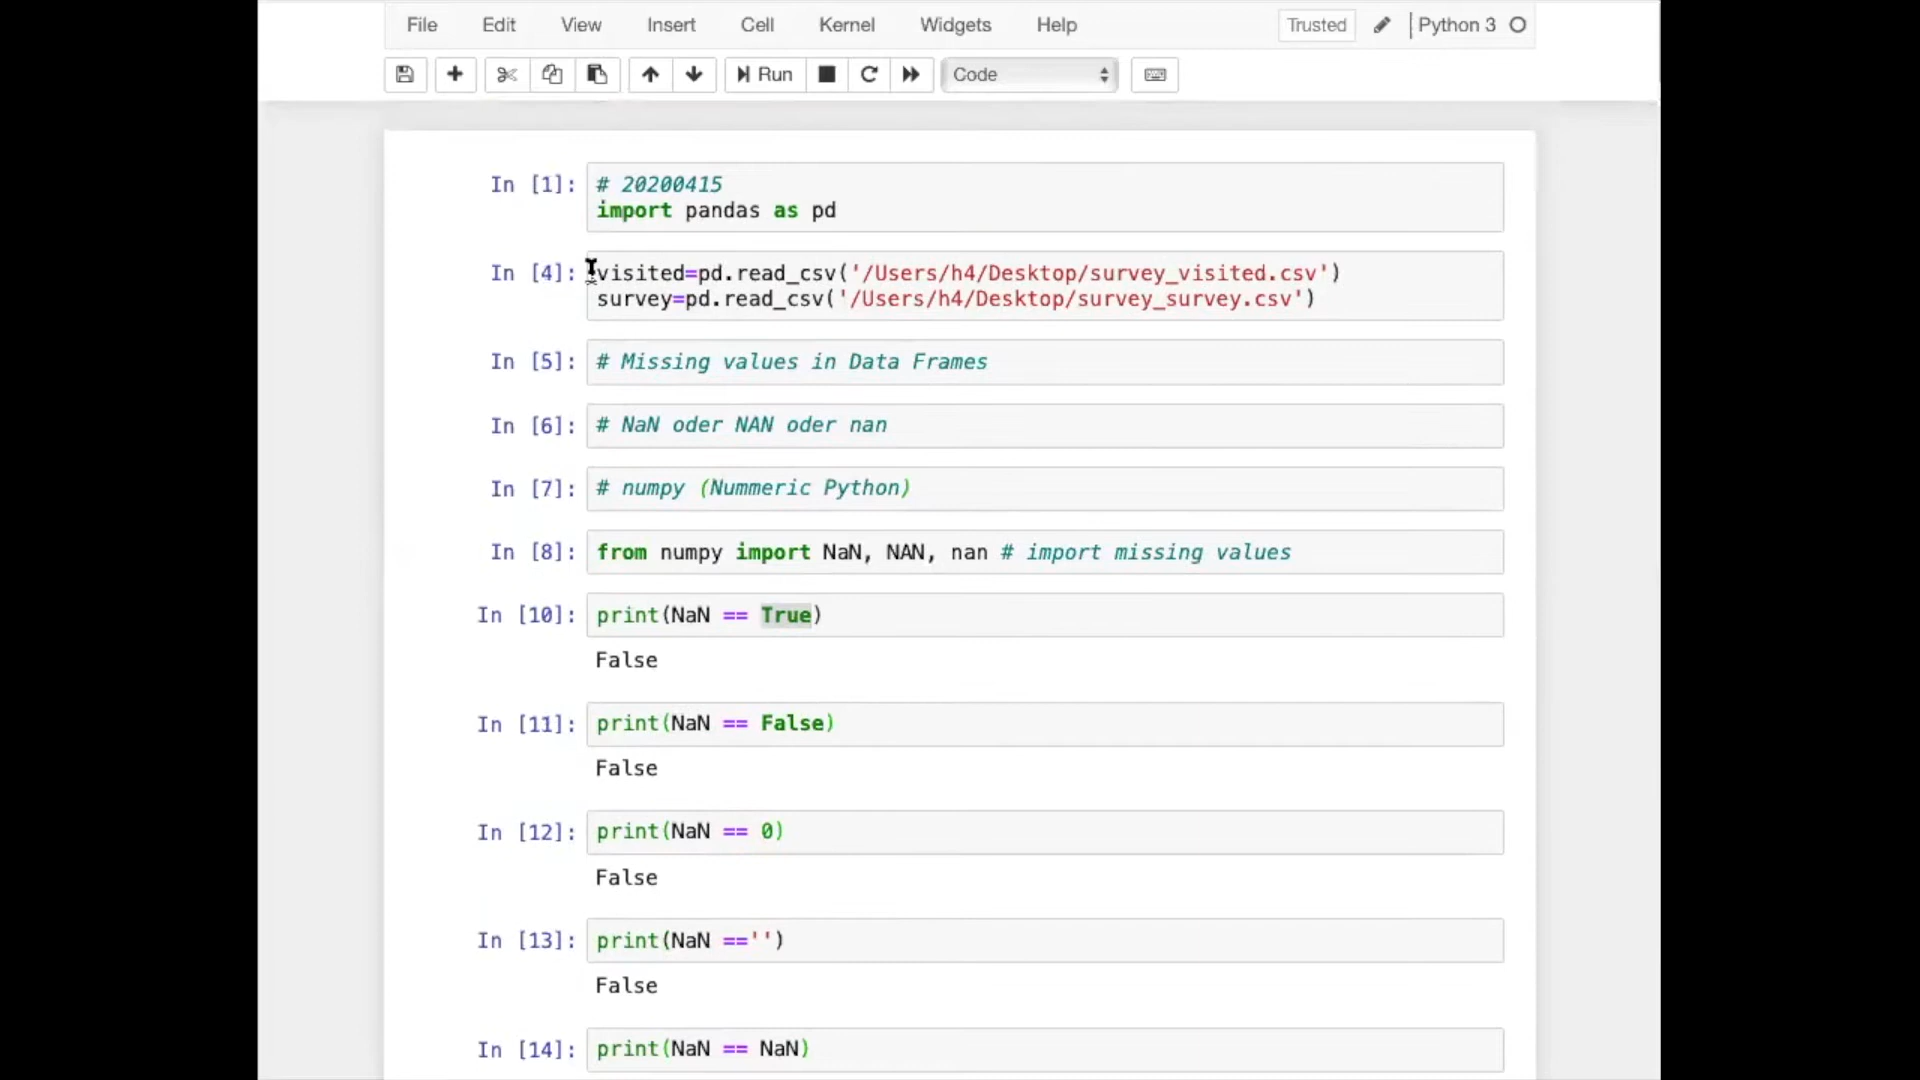 File Edit View Insert Cell Kernel Widgets Help Trusted Python 3
Run Code
In [1]: # 20200415
import pandas as pd
In [4]: visited=pd.read_csv('/Users/h4/Desktop/survey_visited.csv')
survey=pd.read_csv('/Users/h4/Desktop/survey_survey.csv')
In [5]: # Missing values in Data Frames
In [6]: # NaN oder NAN oder nan
In [7]: # numpy (Nummeric Python)
In [8]: from numpy import NaN, NAN, nan # import missing values
In [10]: print(NaN == True)
False
In [11]: print(NaN == False)
False
In [12]: print(NaN == 0)
False
In [13]: print(NaN =='')
False
In [14]: print(NaN == NaN)